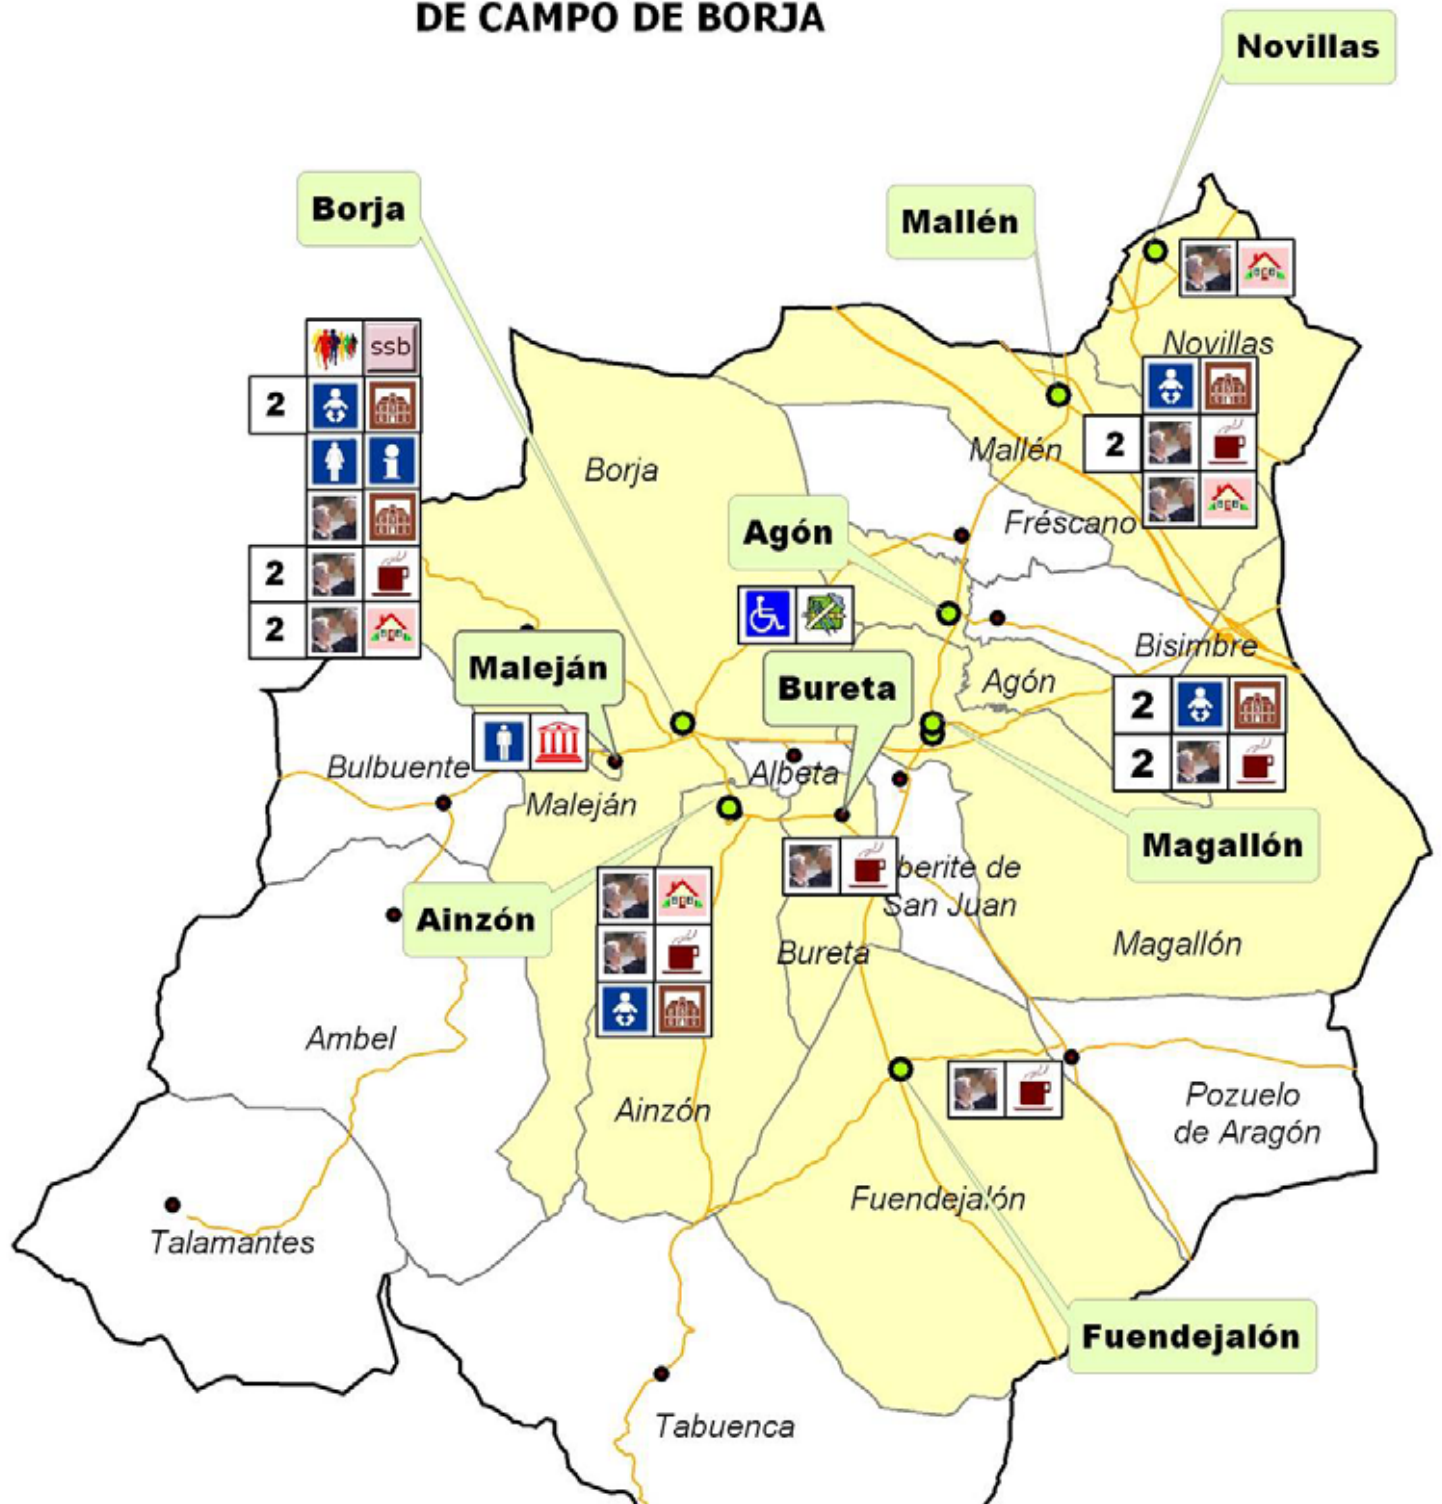 DE CAMPO DE BORJA
Novillas
Borja
Mallén
ssb
Novillas
2
Borja
Mallén
2
Agón
Fréscano
2
2
Maleján
Bisimbre
Bureta
Agón
2
2
Bulbuente
Albeta
Maleján
Magallón
berite de
San Juan
Ainzón
Bureta
Magallón
Ambel
Ainzón
Pozuelo
de Aragón
Fuendejalón
Talamantes
Fuendejalón
Tabuenca